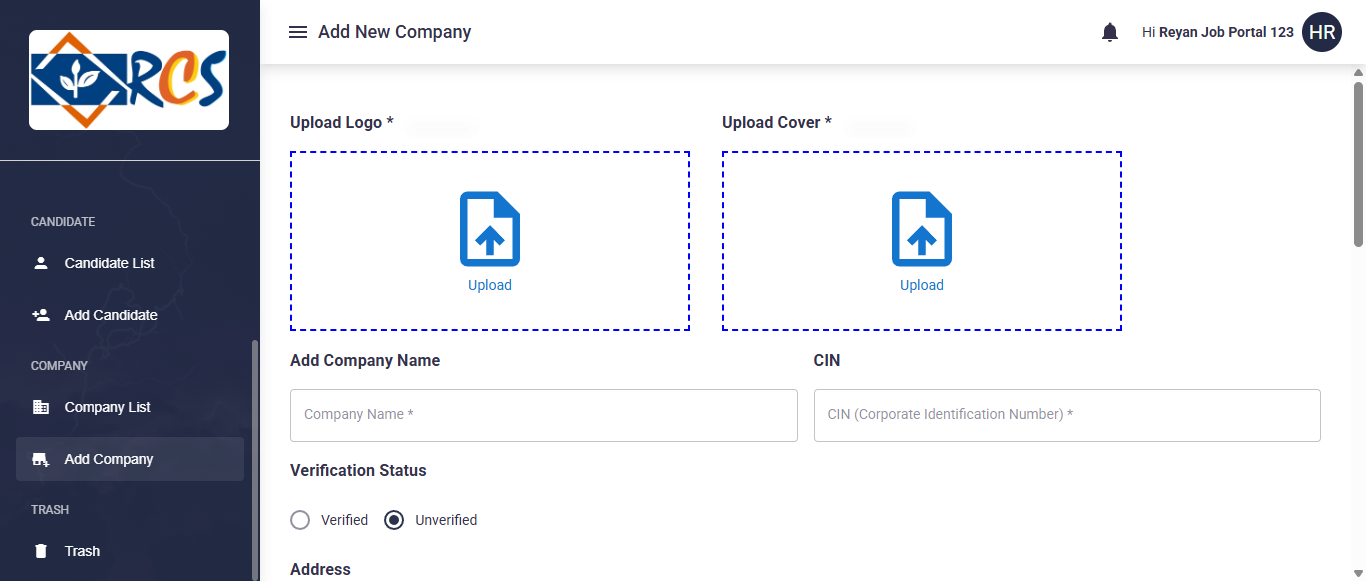 RCS
Add New Company
Hi Reyan Job Portal 123
HR
CANDIDATE
Candidate List
Add Candidate
COMPANY
Company List
Add Company
TRASH
Trash
Upload Logo *
Upload Cover *
Upload
Upload
Add Company Name
CIN
Company Name *
CIN (Corporate Identification Number) *
Verification Status
Verified
Unverified
Address